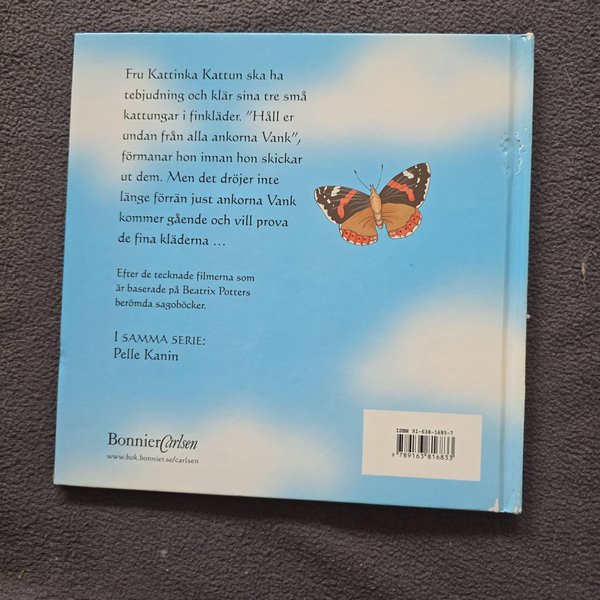 Fru Kattinka Kattun ska ha
tebjudning och klär sina tre små
kattungar i finkläder. "Håll er
undan från alla ankorna Vank",
förmanar hon innan hon skickar
ut dem. Men det dröjer inte
länge förrän just ankorna Vank
kommer gående och vill prova
de fina kläderna ...
Efter de tecknade filmerna som
är baserade på Beatrix Potters
berömda sagoböcker.
I SAMMA SERIE:
Pelle Kanin
BonnierCarlsen
www.bok.bonnier.se/carlsen
ISBN 91-638-1685-7
9789163816833